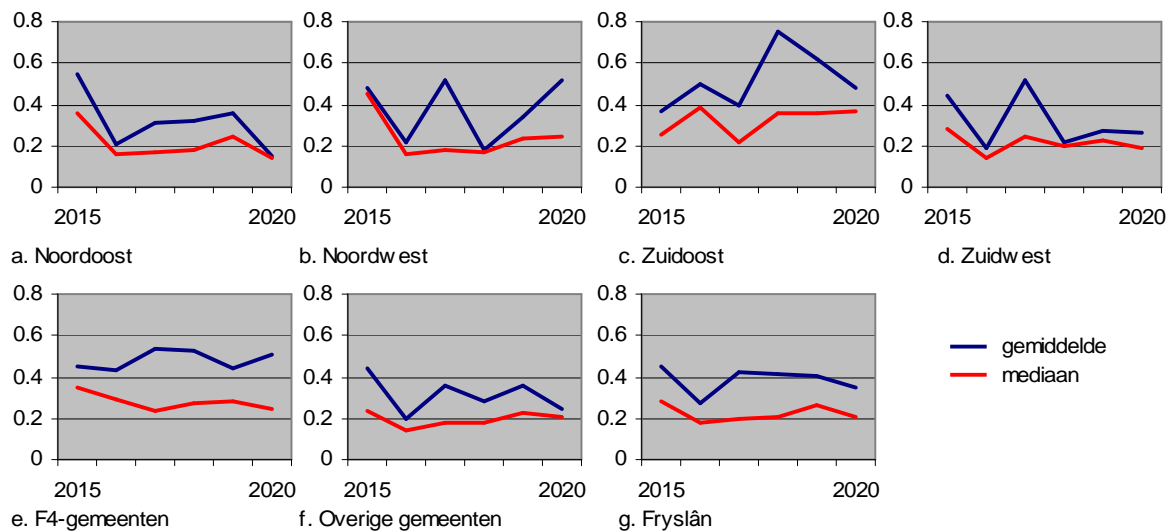 0.8 0.8 0.8 0.8
0.6 0.6 0.6 0.6
0.4 0.4 0.4 0.4
0.2 0.2 0.2 0.2
0 0 0 0
2015 2020 2015 2020 2015 2020 2015 2020
a. Noordoost b. Noordwest c. Zuidoost d. Zuidwest
0.8 0.8 0.8
0.6 0.6 0.6
gemiddelde
0.4 0.4 0.4 mediaan
0.2 0.2 0.2
0 0 0
2015 2020 2015 2020 2015 2020
e. F4-gemeenten f. Overige gemeenten g. Fryslân